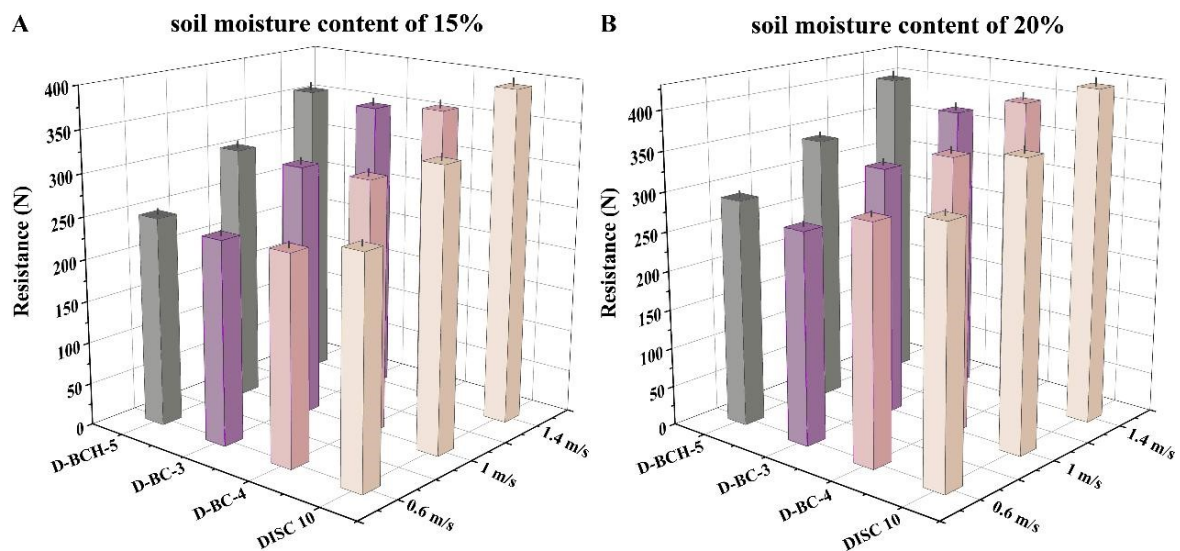 A
soil moisture content of 15%
Resistance (N)
400
350
300
250
200
150
100
50
0
D-BCH-5
D-BC-3
D-BC-4
DISC 10
0.6 m/s
1 m/s
1.4 m/s
B
soil moisture content of 20%
Resistance (N)
400
350
300
250
200
150
100
50
0
D-BCH-5
D-BC-3
D-BC-4
DISC 10
0.6 m/s
1 m/s
1.4 m/s